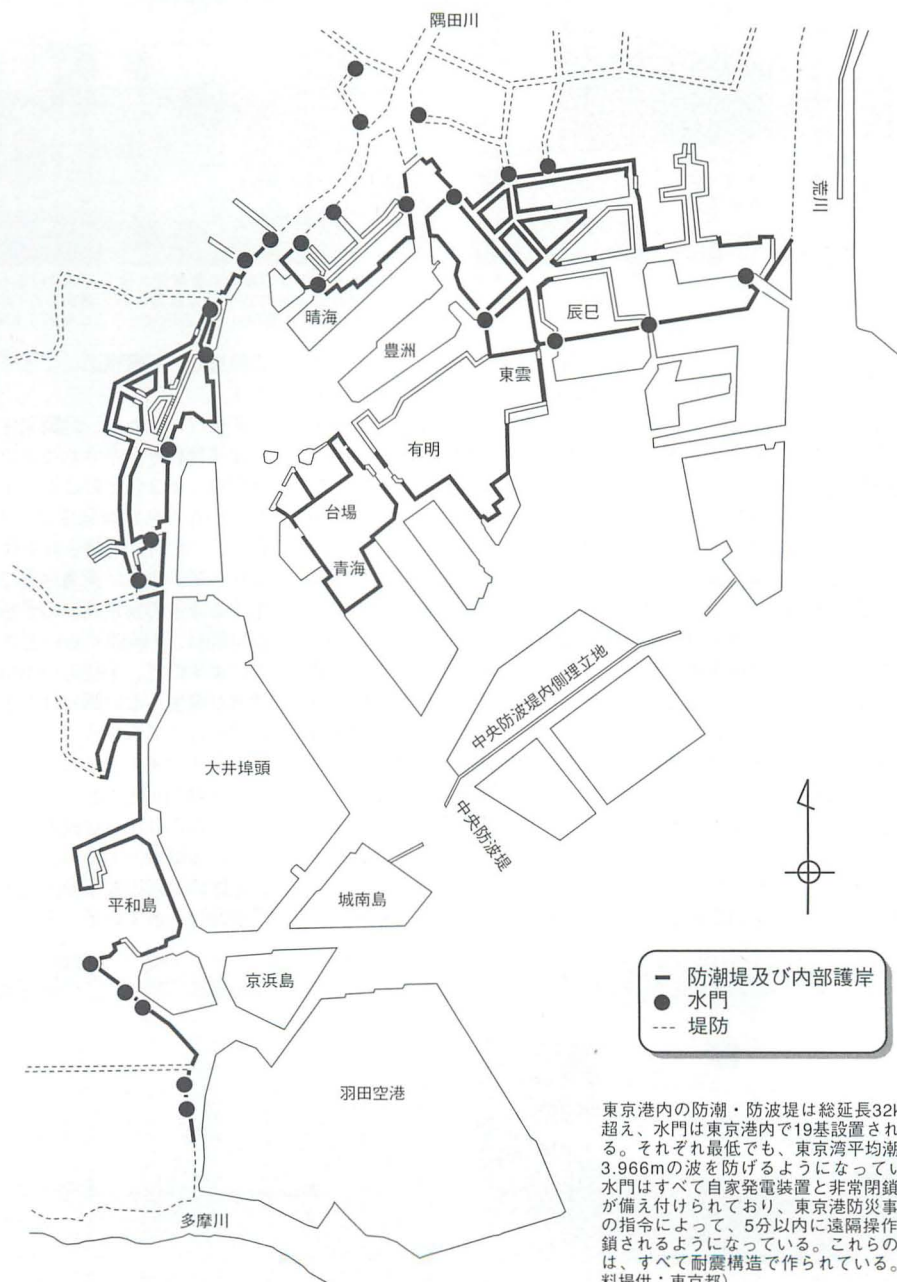 隅田川
荒川
晴海
豊洲
辰巳
東雲
有明
台場
青海
中央防波堤内側埋立地
中央防波堤
大井埠頭
城南島
平和島
京浜島
羽田空港
多摩川
防潮堤及び内部護岸
水門
堤防
東京港内の防潮・防波堤は総延長32k
超え、水門は東京港内で19基設置され
る。それぞれ最低でも、東京湾平均潮
3.966mの波を防げるようになってい
水門はすべて自家発電装置と非常閉鎖
が備え付けられており、東京港防災事
の指令によって、5分以内に遠隔操作
鎖されるようになっている。これらの
は、すべて耐震構造で作られている。
料提供：東京都）